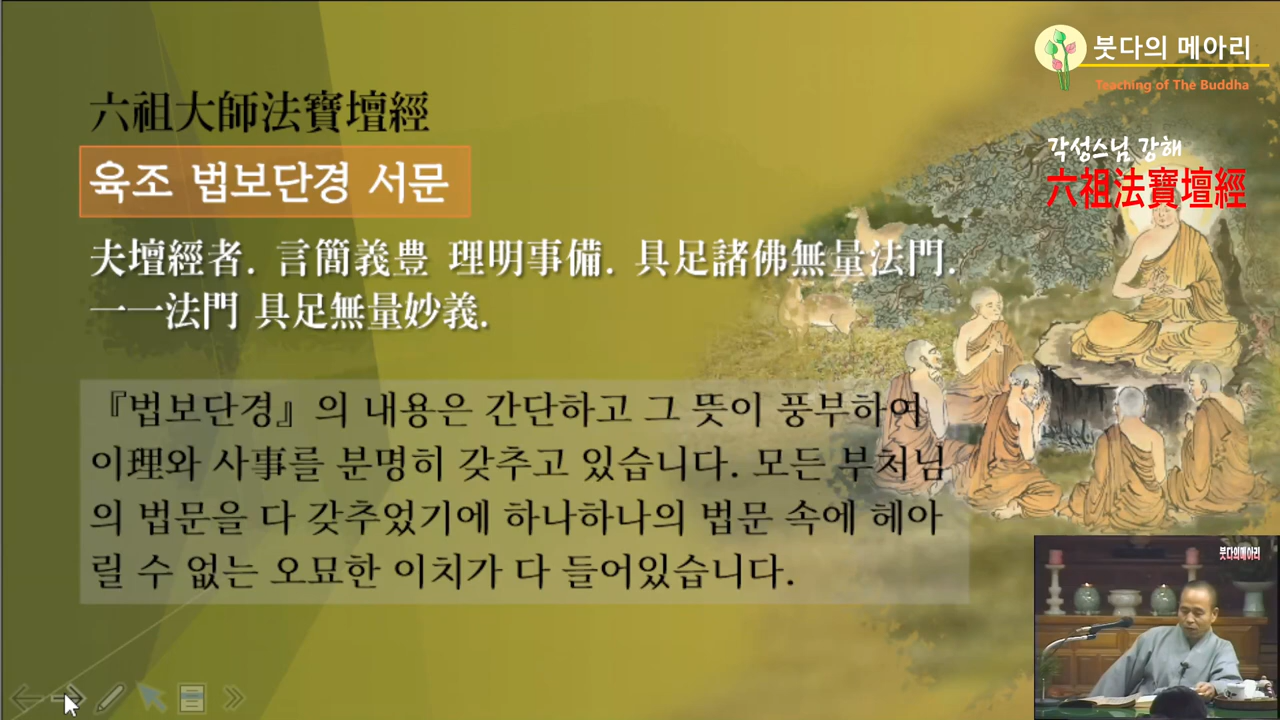 붓다의 메아리
Teaching of The Buddha
각성스님 강해
六祖法寶壇經
六祖大師法寶壇經
육조 법보단경 서문
夫壇經者. 言簡義豊 理明事備. 具足諸佛無量法門.
一一法門 具足無量妙義.
『법보단경』의 내용은 간단하고 그 뜻이 풍부하여
이理와 사事를 분명히 갖추고 있습니다. 모든 부처님
의 법문을 다 갖추었기에 하나하나의 법문 속에 헤아
릴 수 없는 오묘한 이치가 다 들어있습니다.
붓다의메아리